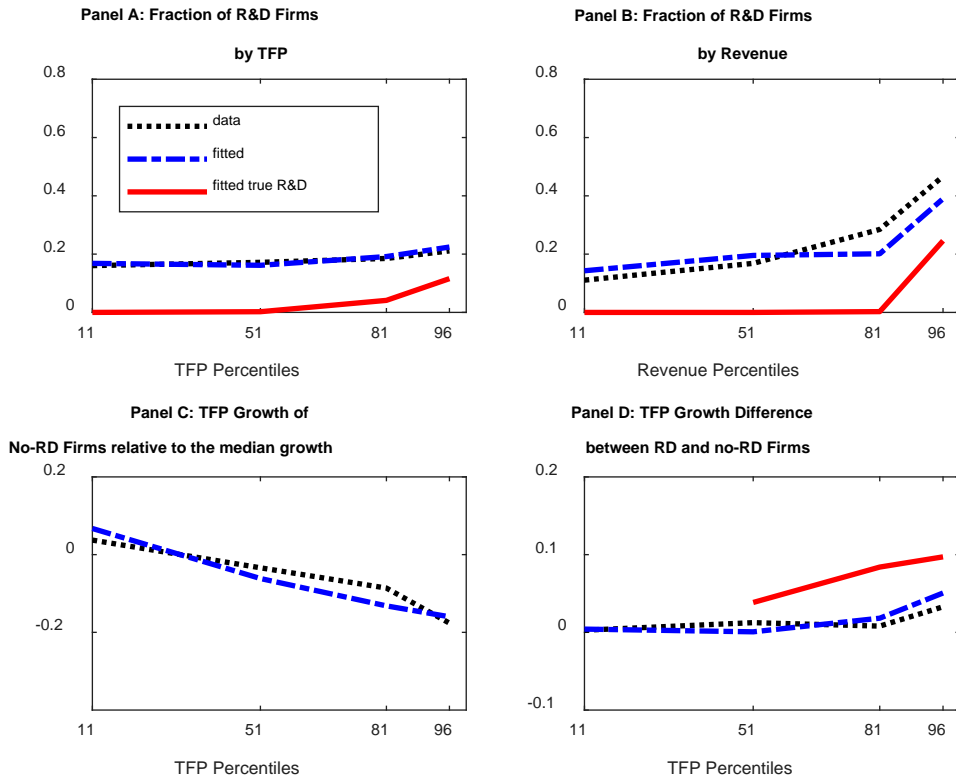 Panel A: Fraction of R&D Firms
by TFP
0.8
0.6
0.4
0.2
0
data
fitted
fitted true R&D
11 51 81 96
TFP Percentiles
Panel B: Fraction of R&D Firms
by Revenue
0.8
0.6
0.4
0.2
0
11 51 81 96
Revenue Percentiles
Panel C: TFP Growth of
No-RD Firms relative to the median growth
0.2
0
-0.2
11 51 81 96
TFP Percentiles
Panel D: TFP Growth Difference
between RD and no-RD Firms
0.2
0.1
0
-0.1
11 51 81 96
TFP Percentiles